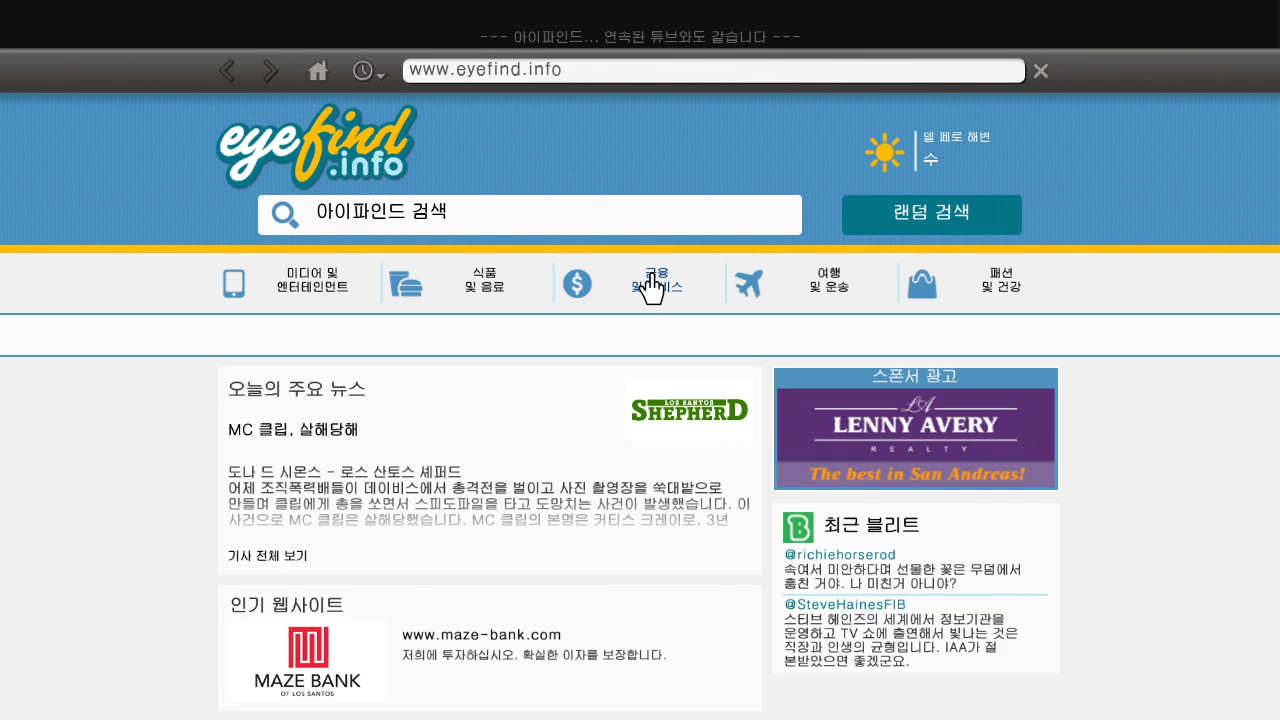 --- 아이파인드... 연속된 튜브와도 같습니다 ---
www.eyefind.info
eyefind
.info
델 페로 해변
수
아이파인드 검색
랜덤 검색
미디어 및
엔터테인먼트
식품
및 음료
금융
및
여행
및 운송
패션
및 건강
오늘의 주요 뉴스
LOS SANTOS
SHEPHERD
MC 클립, 살해당해
도나 드 시몬스 - 로스 산토스 셰퍼드
어제 조직폭력배들이 데이비스에서 총격전을 벌이고 사진 촬영장을 쑥대밭으로
만들며 클립에게 총을 쏘면서 스피도파일을 타고 도망치는 사건이 발생했습니다. 이
사건으로 MC 클립은 살해당했습니다. MC 클립의 본명은 커티스 크레이로, 3년
기사 전체 보기
인기 웹사이트
MAZE BANK
OF LOS SANTOS
www.maze-bank.com
저희에 투자하십시오. 확실한 이자를 보장합니다.
스폰서 광고
LA
LENNY AVERY
REALTY
The best in San Andreas!
최근 블리트
@richiehorserod
속여서 미안하다며 선물한 꽃은 무덤에서
훔친 거야. 나 미친거 아니야?
@SteveHainesFIB
스티브 헤인즈의 세계에서 정보기관을
운영하고 TV 쇼에 출연해서 빛나는 것은
직장과 인생의 균형입니다. IAA가 절
본받았으면 좋겠군요.